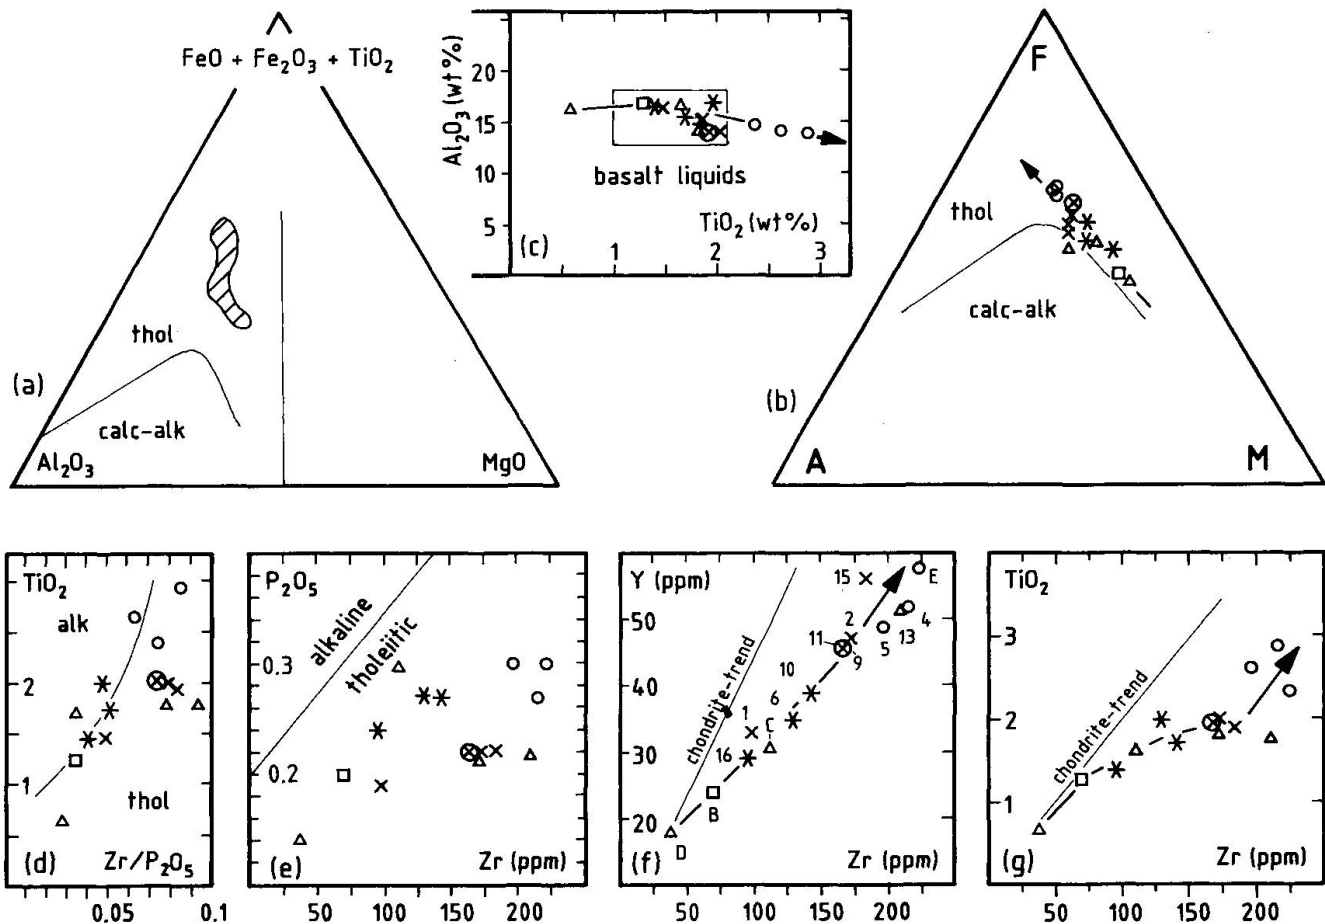 FeO + Fe₂O₃ + TiO₂
thol
(a)
calc-alk
Al₂O₃
MgO
Al₂O₃ (wt%)
20
15
10
5
basalt liquids
TiO₂ (wt%)
(c)
1 2 3
F
thol
calc-alk
(b)
A
M
TiO₂
alk
2
1
thol
(d)
Zr/P₂O₅
0.05 0.1
P₂O₅
alkaline
tholeiitic
0.3
0.2
(e)
Zr (ppm)
50 100 150 200
Y (ppm)
chondrite-trend
50
40
30
20
15
E
2
4
11
13
5
9
10
6
1
C
16
B
D
(f)
Zr (ppm)
50 100 150 200
TiO₂
3
chondrite-trend
2
1
(g)
Zr (ppm)
50 100 150 200